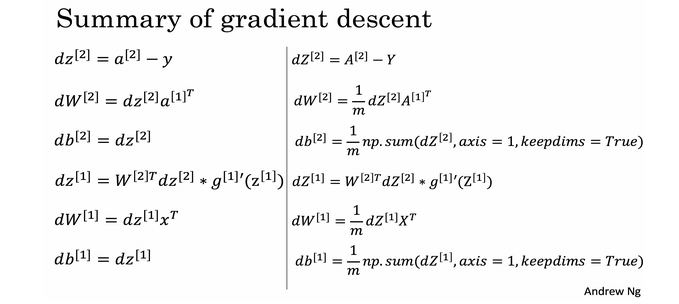 Summary of gradient descent
dz^{[2]} = a^{[2]} − y
dW^{[2]} = dz^{[2]}a^{[1]^T}
db^{[2]} = dz^{[2]}
dz^{[1]} = W^{[2]T}dz^{[2]} * g^{[1]}′(z^{[1]})
dW^{[1]} = dz^{[1]}x^T
db^{[1]} = dz^{[1]}
dZ^{[2]} = A^{[2]} − Y
dW^{[2]} = \frac{1}{m}dZ^{[2]}A^{[1]^T}
db^{[2]} = \frac{1}{m}np.sum(dZ^{[2]}, axis = 1, keepdims = True)
dZ^{[1]} = W^{[2]T}dZ^{[2]} * g^{[1]}′(Z^{[1]})
dW^{[1]} = \frac{1}{m}dZ^{[1]}X^T
db^{[1]} = \frac{1}{m}np.sum(dZ^{[1]}, axis = 1, keepdims = True)
Andrew Ng